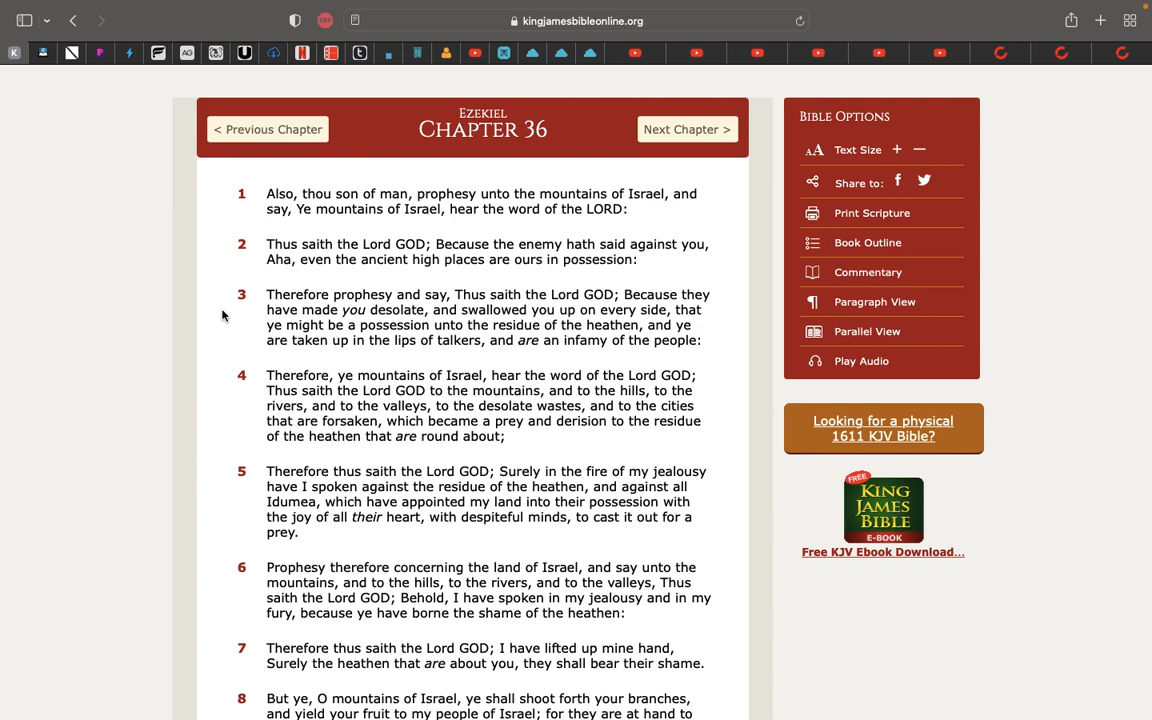 kingjamesbibleonline.org
< Previous Chapter
EZEKIEL
CHAPTER 36
Next Chapter >
1 Also, thou son of man, prophesy unto the mountains of Israel, and
say, Ye mountains of Israel, hear the word of the LORD:
2 Thus saith the Lord GOD; Because the enemy hath said against you,
Aha, even the ancient high places are ours in possession:
3 Therefore prophesy and say, Thus saith the Lord GOD; Because they
have made you desolate, and swallowed you up on every side, that
ye might be a possession unto the residue of the heathen, and ye
are taken up in the lips of talkers, and are an infamy of the people:
4 Therefore, ye mountains of Israel, hear the word of the Lord GOD;
Thus saith the Lord GOD to the mountains, and to the hills, to the
rivers, and to the valleys, to the desolate wastes, and to the cities
that are forsaken, which became a prey and derision to the residue
of the heathen that are round about;
5 Therefore thus saith the Lord GOD; Surely in the fire of my jealousy
have I spoken against the residue of the heathen, and against all
Idumea, which have appointed my land into their possession with
the joy of all their heart, with despiteful minds, to cast it out for a
prey.
6 Prophesy therefore concerning the land of Israel, and say unto the
mountains, and to the hills, to the rivers, and to the valleys, Thus
saith the Lord GOD; Behold, I have spoken in my jealousy and in my
fury, because ye have borne the shame of the heathen:
7 Therefore thus saith the Lord GOD; I have lifted up mine hand,
Surely the heathen that are about you, they shall bear their shame.
8 But ye, O mountains of Israel, ye shall shoot forth your branches,
and yield your fruit to my people of Israel; for they are at hand to
BIBLE OPTIONS
AA Text Size + —
Share to:
Print Scripture
Book Outline
Commentary
¶ Paragraph View
Parallel View
Play Audio
Looking for a physical
1611 KJV Bible?
FREE
KING
JAMES
BIBLE
E-BOOK
Free KJV Ebook Download...